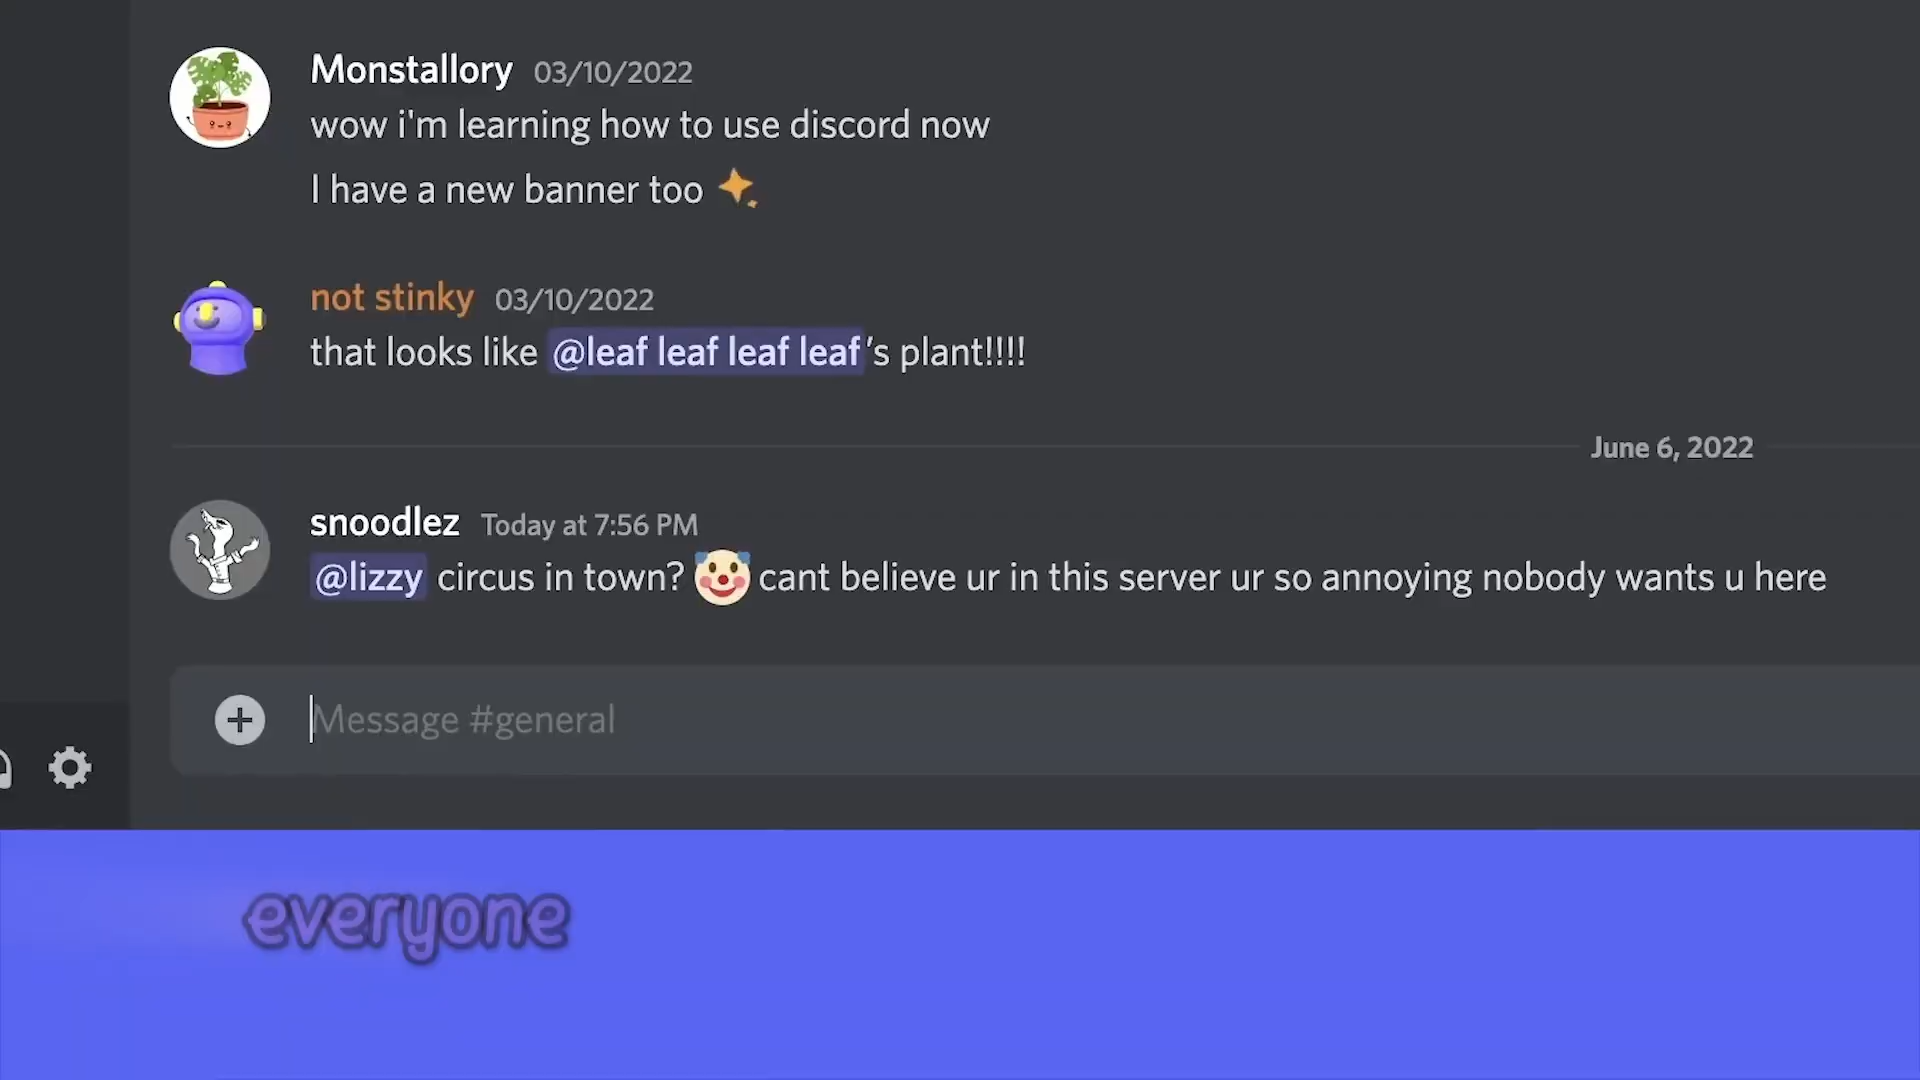 Monstallory 03/10/2022
wow i'm learning how to use discord now
I have a new banner too
not stinky 03/10/2022
that looks like @leaf leaf leaf leaf's plant!!!!
June 6, 2022
snoodlez Today at 7:56 PM
@lizzy circus in town? 🤡 cant believe ur in this server ur so annoying nobody wants u here
Message #general
everyone